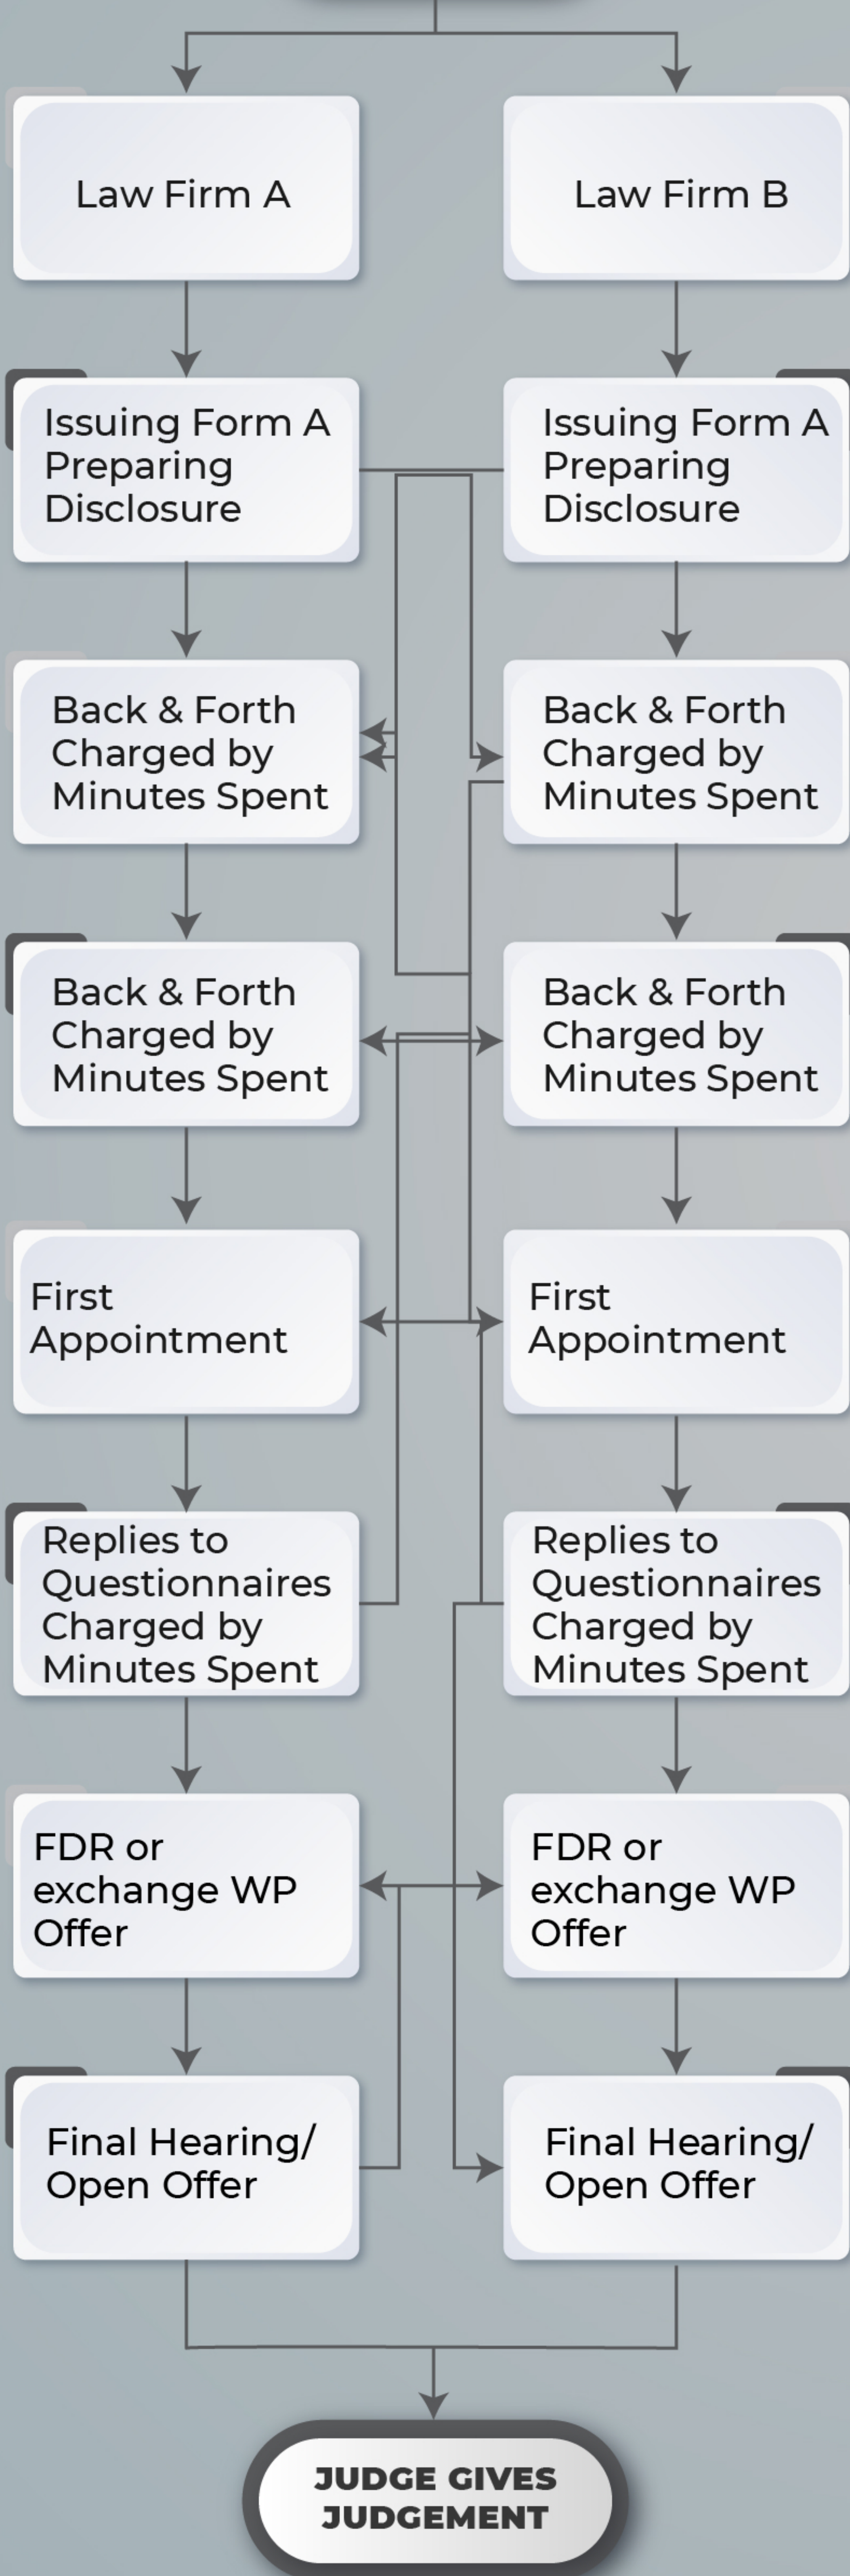 Law Firm A
Law Firm B
Issuing Form A
Preparing
Disclosure
Issuing Form A
Preparing
Disclosure
Back & Forth
Charged by
Minutes Spent
Back & Forth
Charged by
Minutes Spent
Back & Forth
Charged by
Minutes Spent
Back & Forth
Charged by
Minutes Spent
First
Appointment
First
Appointment
Replies to
Questionnaires
Charged by
Minutes Spent
Replies to
Questionnaires
Charged by
Minutes Spent
FDR or
exchange WP
Offer
FDR or
exchange WP
Offer
Final Hearing/
Open Offer
Final Hearing/
Open Offer
JUDGE GIVES
JUDGEMENT